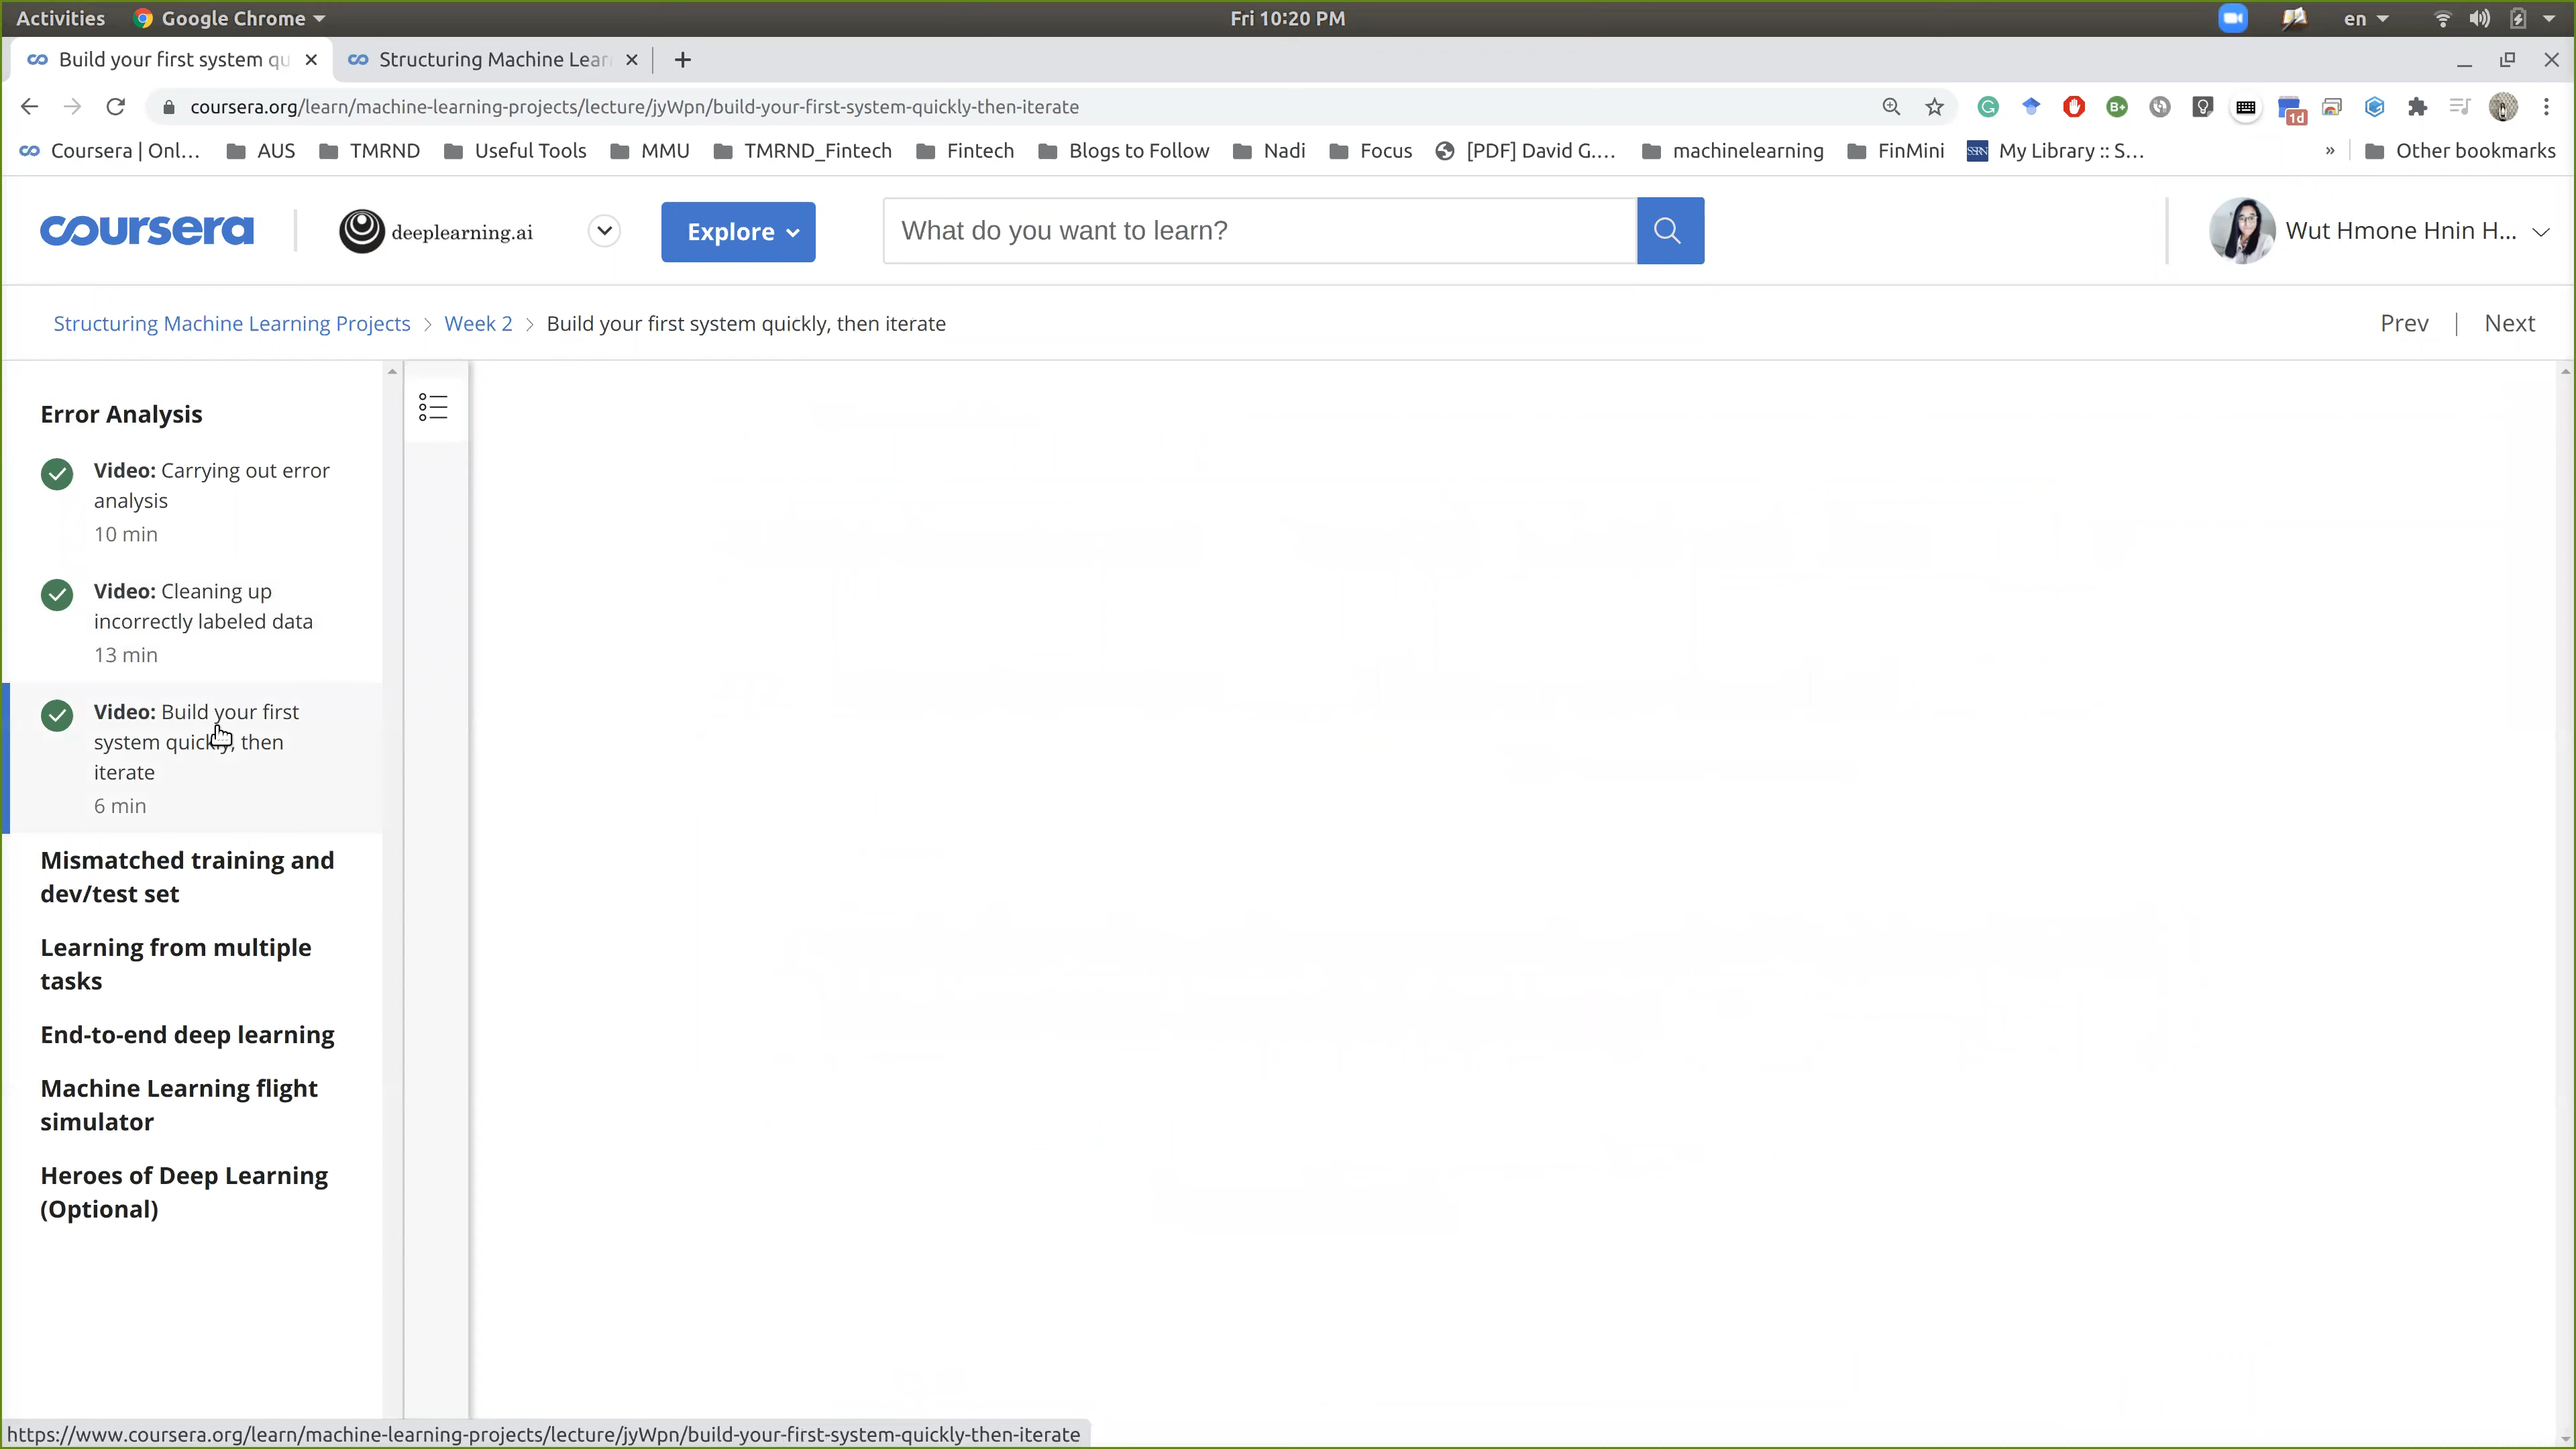 Activities Google Chrome Fri 10:20 PM en
Build your first system qu Structuring Machine Lear
coursera.org/learn/machine-learning-projects/lecture/jyWpn/build-your-first-system-quickly-then-iterate
1d
Coursera | Onl... AUS TMRND Useful Tools MMU TMRND_Fintech Fintech Blogs to Follow Nadi Focus [PDF] David G.... machinelearning FinMini SSRN My Library :: S... » Other bookmarks
coursera deeplearning.ai Explore What do you want to learn? Wut Hmone Hnin H...
Structuring Machine Learning Projects > Week 2 > Build your first system quickly, then iterate Prev | Next
Error Analysis
Video: Carrying out error
analysis
10 min
Video: Cleaning up
incorrectly labeled data
13 min
Video: Build your first
system quickly, then
iterate
6 min
Mismatched training and
dev/test set
Learning from multiple
tasks
End-to-end deep learning
Machine Learning flight
simulator
Heroes of Deep Learning
(Optional)
https://www.coursera.org/learn/machine-learning-projects/lecture/jyWpn/build-your-first-system-quickly-then-iterate